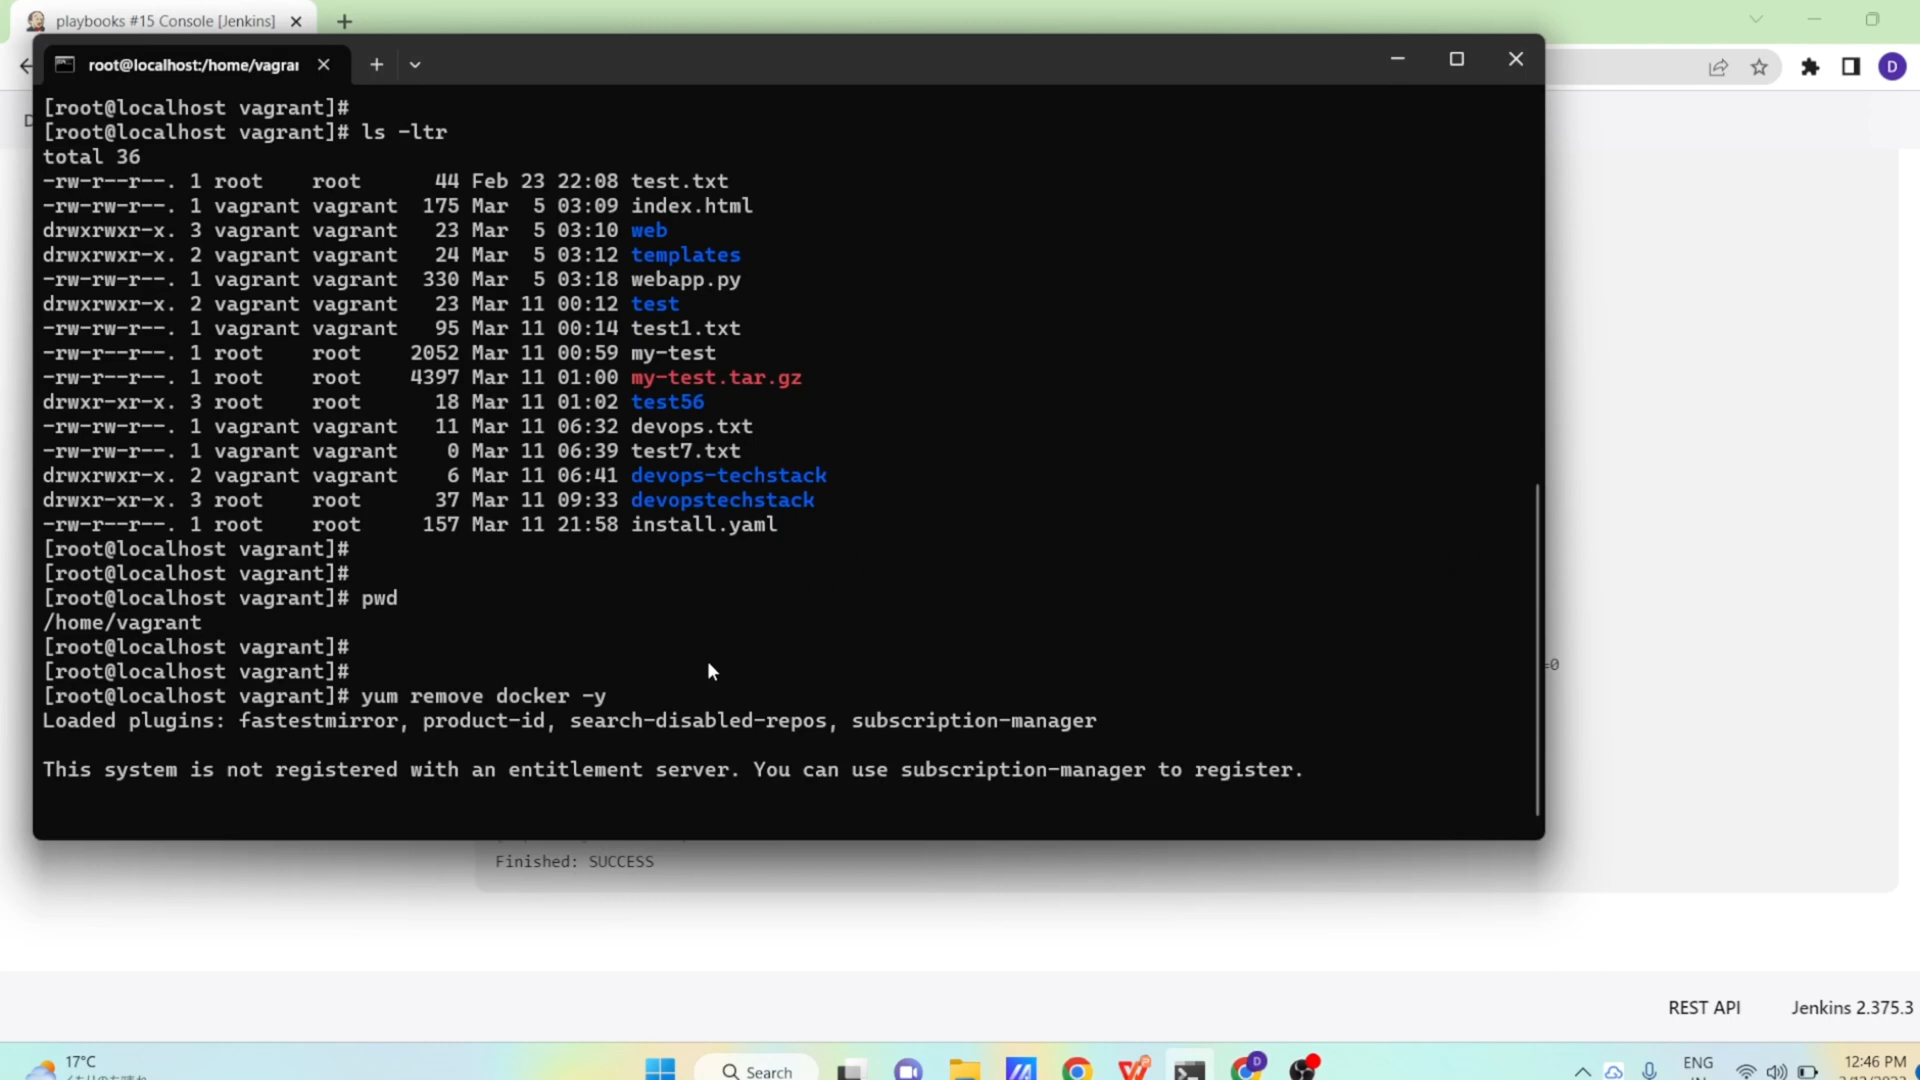 playbooks #15 Console [Jenkins]
D
root@localhost:/home/vagrar
[root@localhost vagrant]#
[root@localhost vagrant]# ls -ltr
total 36
-rw-r--r--. 1 root    root      44 Feb 23 22:08 test.txt
-rw-rw-r--. 1 vagrant vagrant  175 Mar  5 03:09 index.html
drwxrwxr-x. 3 vagrant vagrant   23 Mar  5 03:10 web
drwxrwxr-x. 2 vagrant vagrant   24 Mar  5 03:12 templates
-rw-rw-r--. 1 vagrant vagrant  330 Mar  5 03:18 webapp.py
drwxrwxr-x. 2 vagrant vagrant   23 Mar 11 00:12 test
-rw-rw-r--. 1 vagrant vagrant   95 Mar 11 00:14 test1.txt
-rw-r--r--. 1 root    root    2052 Mar 11 00:59 my-test
-rw-r--r--. 1 root    root    4397 Mar 11 01:00 my-test.tar.gz
drwxr-xr-x. 3 root    root      18 Mar 11 01:02 test56
-rw-rw-r--. 1 vagrant vagrant   11 Mar 11 06:32 devops.txt
-rw-rw-r--. 1 vagrant vagrant    0 Mar 11 06:39 test7.txt
drwxrwxr-x. 2 vagrant vagrant    6 Mar 11 06:41 devops-techstack
drwxr-xr-x. 3 root    root      37 Mar 11 09:33 devopstechstack
-rw-r--r--. 1 root    root     157 Mar 11 21:58 install.yaml
[root@localhost vagrant]#
[root@localhost vagrant]#
[root@localhost vagrant]# pwd
/home/vagrant
[root@localhost vagrant]#
[root@localhost vagrant]#
[root@localhost vagrant]# yum remove docker -y
Loaded plugins: fastestmirror, product-id, search-disabled-repos, subscription-manager
This system is not registered with an entitlement server. You can use subscription-manager to register.
=0
Finished: SUCCESS
REST API
Jenkins 2.375.3
17°C
Search
D
ENG
12:46 PM